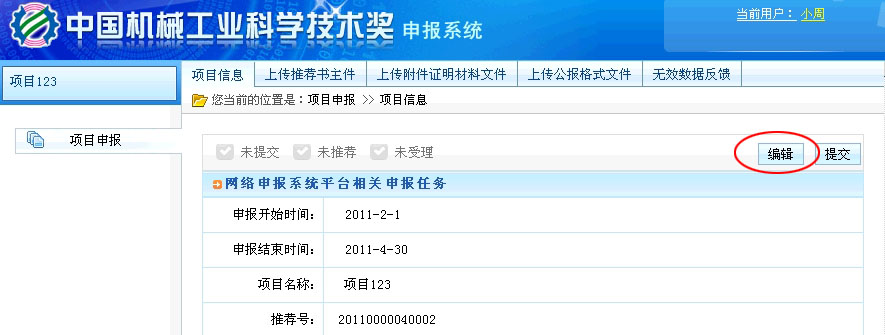 中国机械工业科学技术奖 申报系统
当前用户： 小周
项目123
项目信息 上传推荐书主件 上传附件证明材料文件 上传公报格式文件 无效数据反馈
您当前的位置是：项目申报 >> 项目信息
项目申报
未提交 未推荐 未受理 编辑 提交
网络申报系统平台相关申报任务
申报开始时间： 2011-2-1
申报结束时间： 2011-4-30
项目名称： 项目123
推荐号： 20110000040002